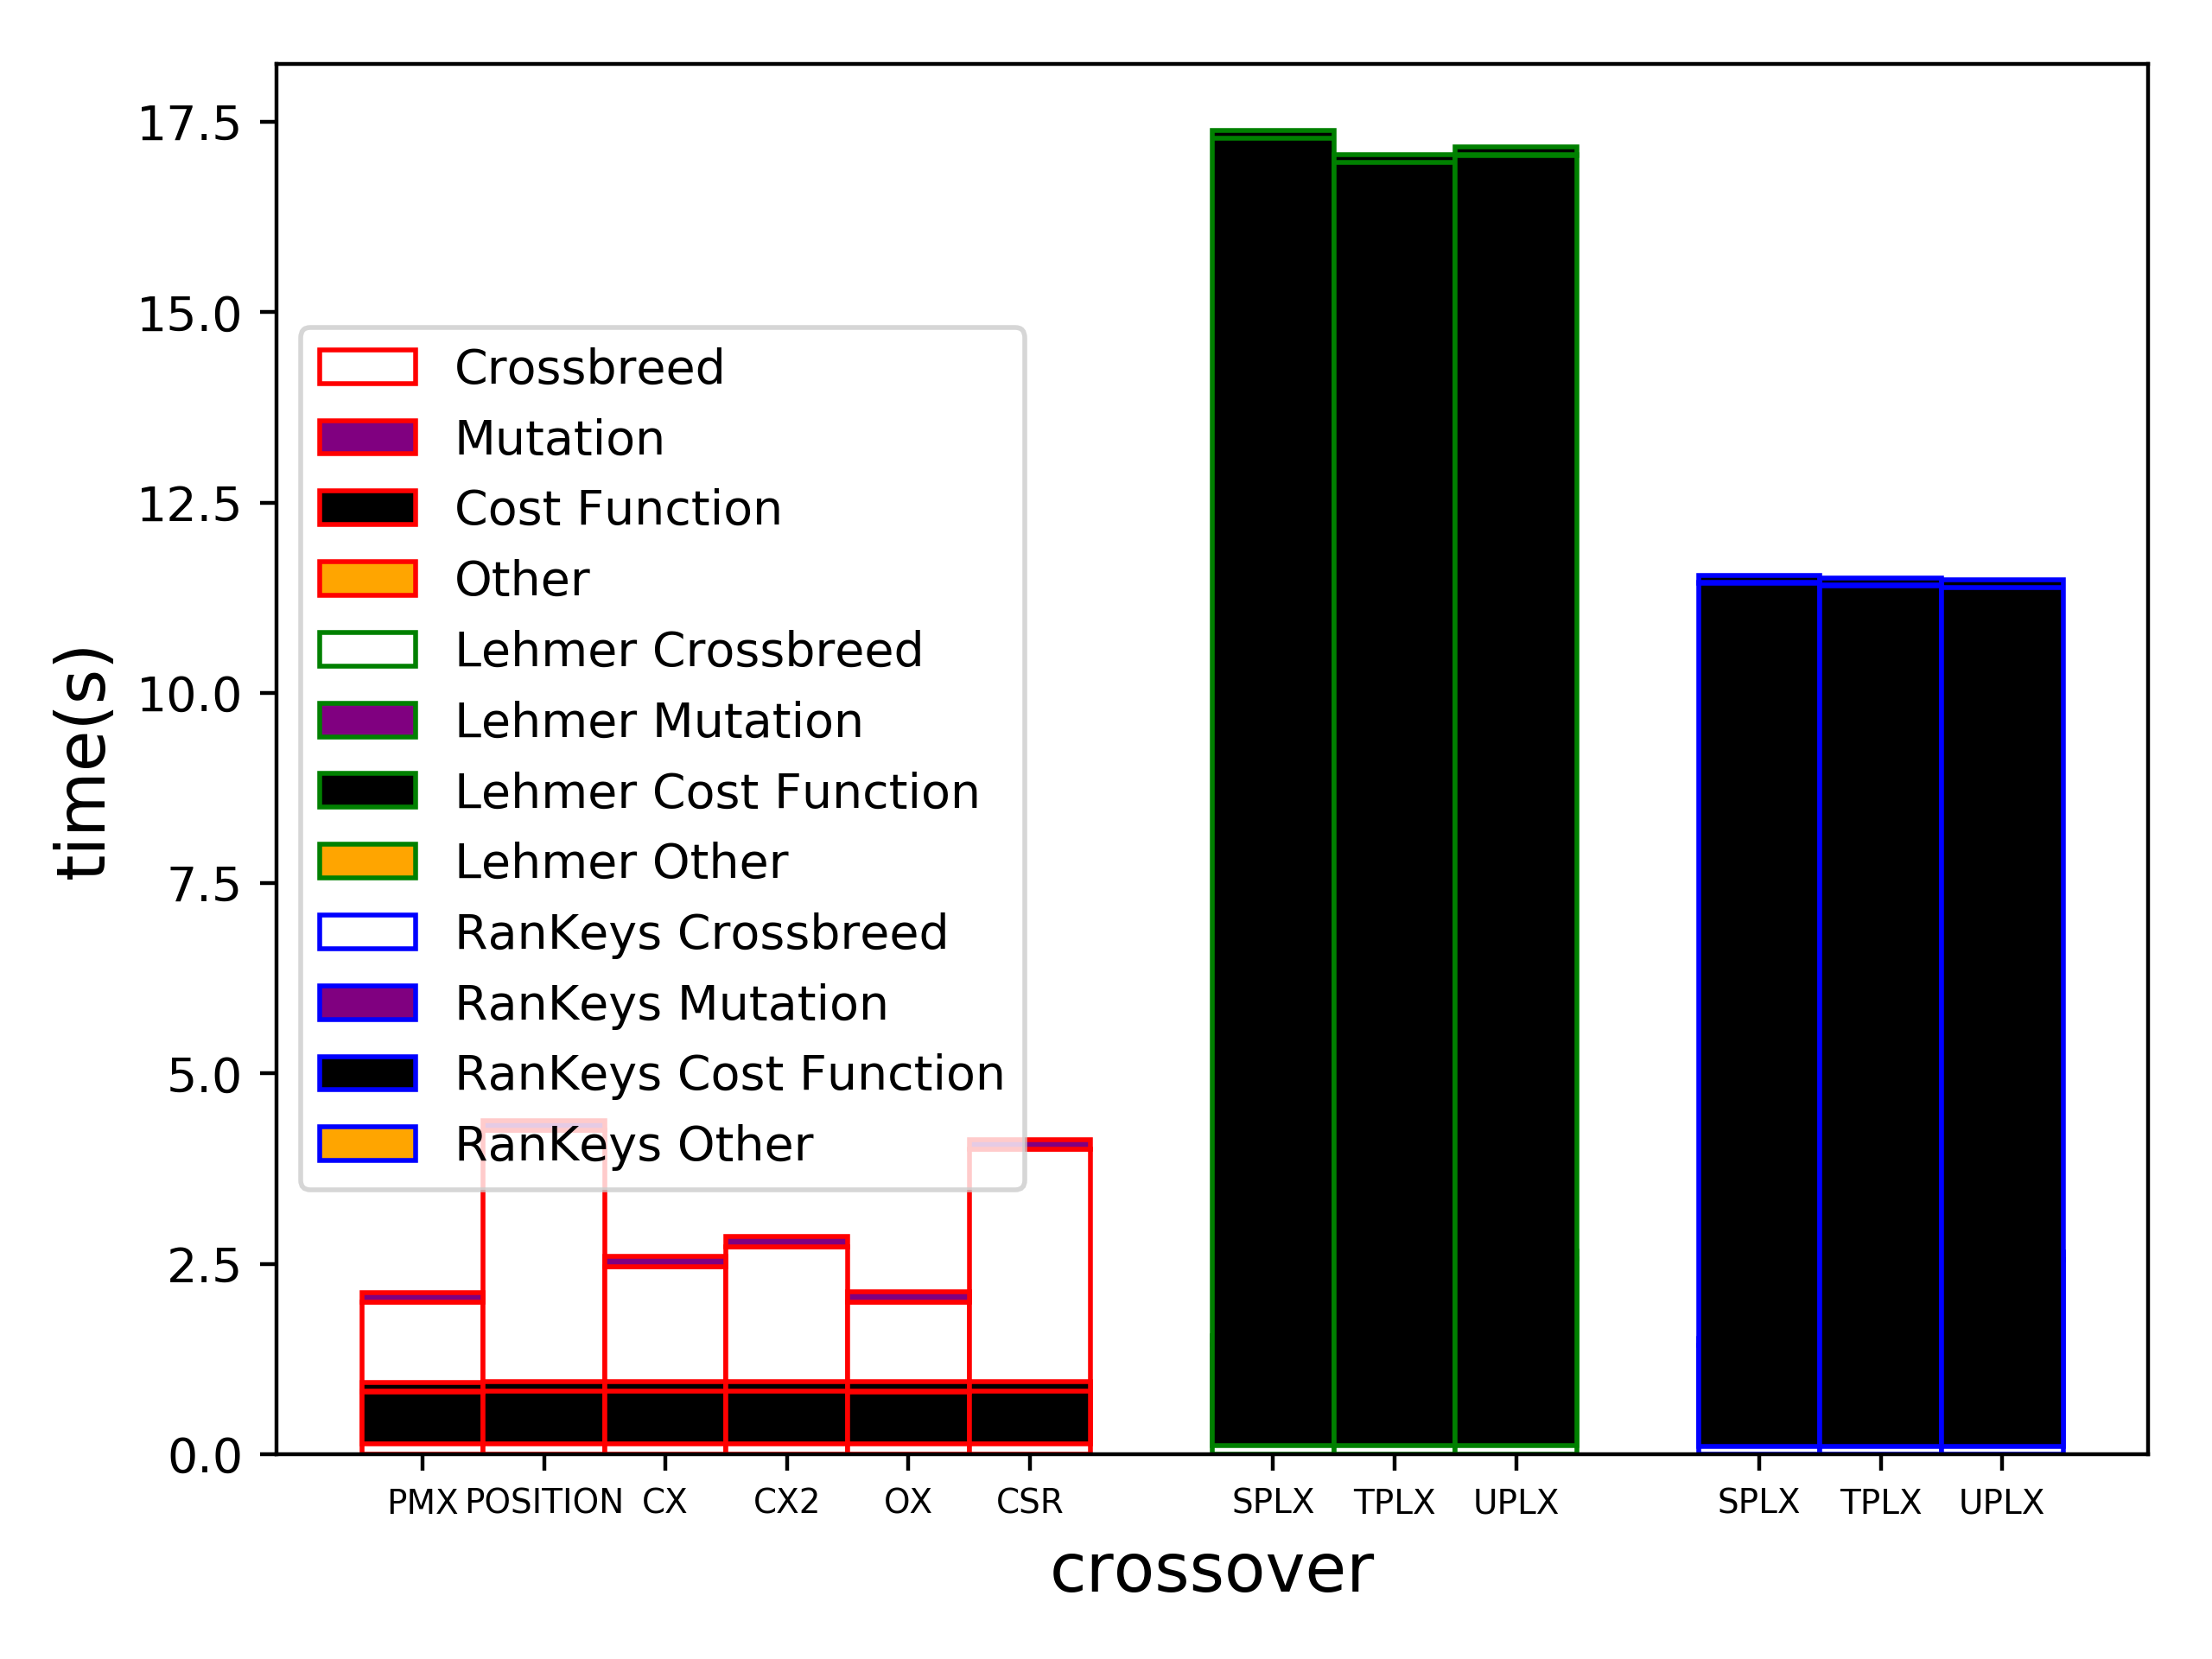 17.5
15.0
12.5
10.0
7.5
5.0
2.5
0.0
time(s)
Crossbreed
Mutation
Cost Function
Other
Lehmer Crossbreed
Lehmer Mutation
Lehmer Cost Function
Lehmer Other
RanKeys Crossbreed
RanKeys Mutation
RanKeys Cost Function
RanKeys Other
PMX POSITION CX CX2 OX CSR SPLX TPLX UPLX SPLX TPLX UPLX
crossover